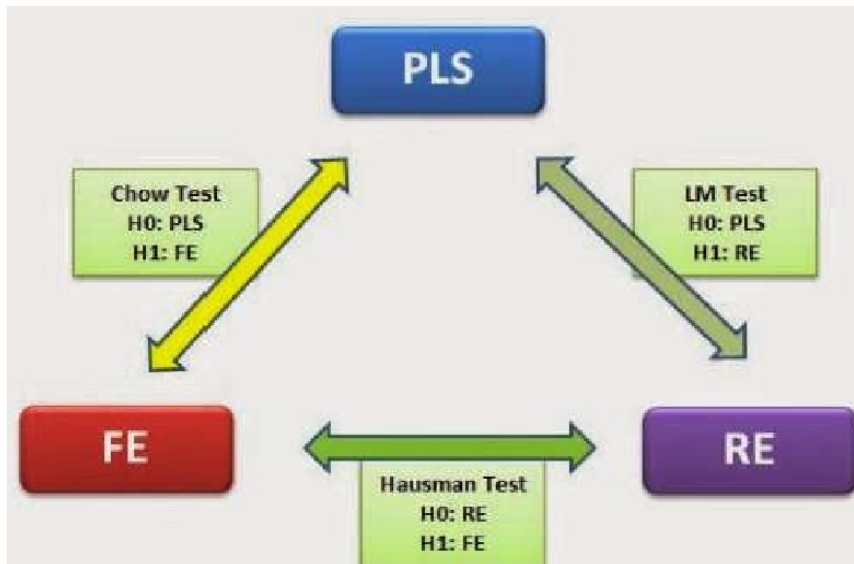 PLS
Chow Test
H0: PLS
H1: FE
LM Test
H0: PLS
H1: RE
FE
RE
Hausman Test
H0: RE
H1: FE